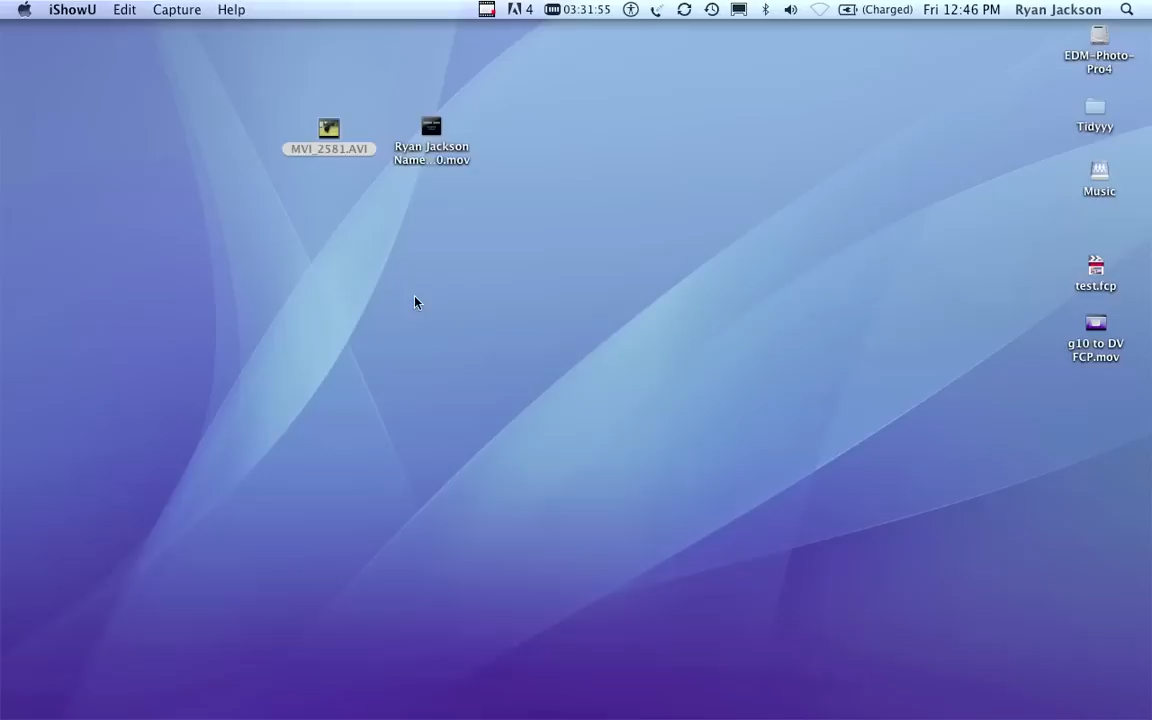 iShowU Edit Capture Help 4 03:31:55 (Charged) Fri 12:46 PM Ryan Jackson
EDM-Photo-
Pro4
Tidyyy
MVI_2581.AVI
Ryan Jackson
Name...0.mov
Music
test.fcp
g10 to DV
FCP.mov